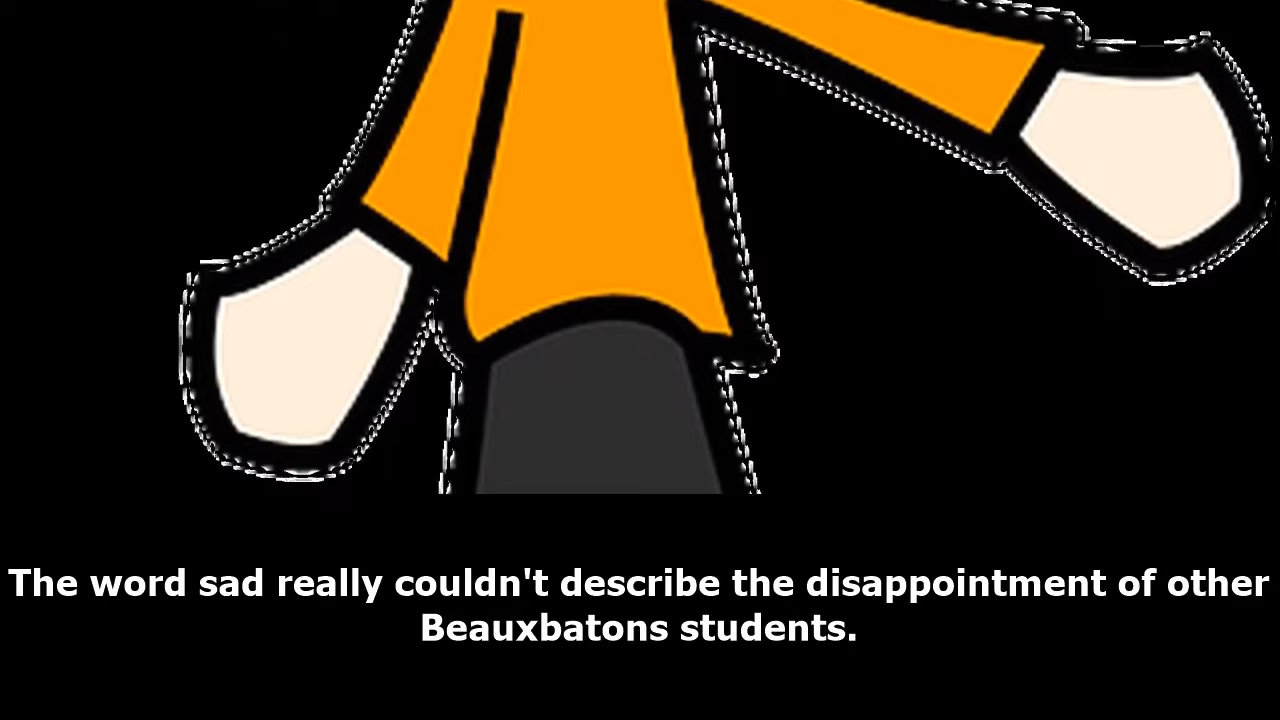 The word sad really couldn't describe the disappointment of other
Beauxbatons students.